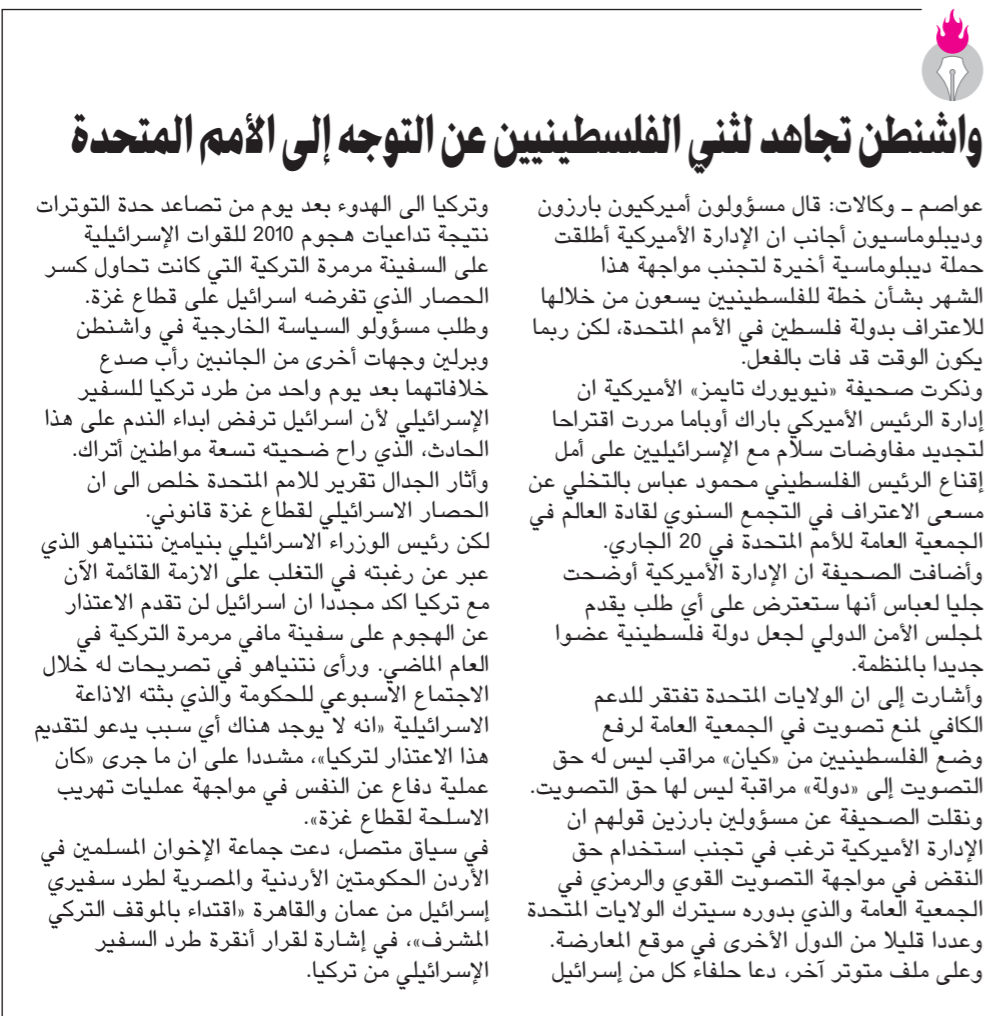 واشنطن تجاهد لثني الفلسطينيين عن التوجه إلى الأمم المتحدة
عواصم ــ وكالات: قال مسؤولون أميركيون بارزون
وديبلوماسيون أجانب ان الإدارة الأميركية أطلقت
حملة ديبلوماسية أخيرة لتجنب مواجهة هذا
الشهر بشأن خطة للفلسطينيين يسعون من خلالها
للاعتراف بدولة فلسطين في الأمم المتحدة، لكن ربما
يكون الوقت قد فات بالفعل.
وذكرت صحيفة «نيويورك تايمز» الأميركية ان
إدارة الرئيس الأميركي باراك أوباما مررت اقتراحا
لتجديد مفاوضات سلام مع الإسرائيليين على أمل
إقناع الرئيس الفلسطيني محمود عباس بالتخلي عن
مسعى الاعتراف في التجمع السنوي لقادة العالم في
الجمعية العامة للأمم المتحدة في 20 الجاري.
وأضافت الصحيفة ان الإدارة الأميركية أوضحت
جليا لعباس أنها ستعترض على أي طلب يقدم
لمجلس الأمن الدولي لجعل دولة فلسطينية عضوا
جديدا بالمنظمة.
وأشارت إلى ان الولايات المتحدة تفتقر للدعم
الكافي لمنع تصويت في الجمعية العامة لرفع
وضع الفلسطينيين من «كيان» مراقب ليس له حق
التصويت إلى «دولة» مراقبة ليس لها حق التصويت.
ونقلت الصحيفة عن مسؤولين بارزين قولهم ان
الإدارة الأميركية ترغب في تجنب استخدام حق
النقض في مواجهة التصويت القوي والرمزي في
الجمعية العامة والذي بدوره سيترك الولايات المتحدة
وعددا قليلا من الدول الأخرى في موقع المعارضة.
وعلى ملف متوتر آخر، دعا حلفاء كل من إسرائيل
وتركيا الى الهدوء بعد يوم من تصاعد حدة التوترات
نتيجة تداعيات هجوم 2010 للقوات الإسرائيلية
على السفينة مرمرة التركية التي كانت تحاول كسر
الحصار الذي تفرضه اسرائيل على قطاع غزة.
وطلب مسؤولو السياسة الخارجية في واشنطن
وبرلين وجهات أخرى من الجانبين رأب صدع
خلافاتهما بعد يوم واحد من طرد تركيا للسفير
الإسرائيلي لأن اسرائيل ترفض ابداء الندم على هذا
الحادث، الذي راح ضحيته تسعة مواطنين أتراك.
وأثار الجدال تقرير للامم المتحدة خلص الى ان
الحصار الاسرائيلي لقطاع غزة قانوني.
لكن رئيس الوزراء الاسرائيلي بنيامين نتنياهو الذي
عبر عن رغبته في التغلب على الازمة القائمة الآن
مع تركيا اكد مجددا ان اسرائيل لن تقدم الاعتذار
عن الهجوم على سفينة مافي مرمرة التركية في
العام الماضي. ورأى نتنياهو في تصريحات له خلال
الاجتماع الاسبوعي للحكومة والذي بثته الاذاعة
الاسرائيلية «انه لا يوجد هناك أي سبب يدعو لتقديم
هذا الاعتذار لتركيا»، مشددا على ان ما جرى «كان
عملية دفاع عن النفس في مواجهة عمليات تهريب
الاسلحة لقطاع غزة».
في سياق متصل، دعت جماعة الإخوان المسلمين في
الأردن الحكومتين الأردنية والمصرية لطرد سفيري
إسرائيل من عمان والقاهرة «اقتداء بالموقف التركي
المشرف»، في إشارة لقرار أنقرة طرد السفير
الإسرائيلي من تركيا.